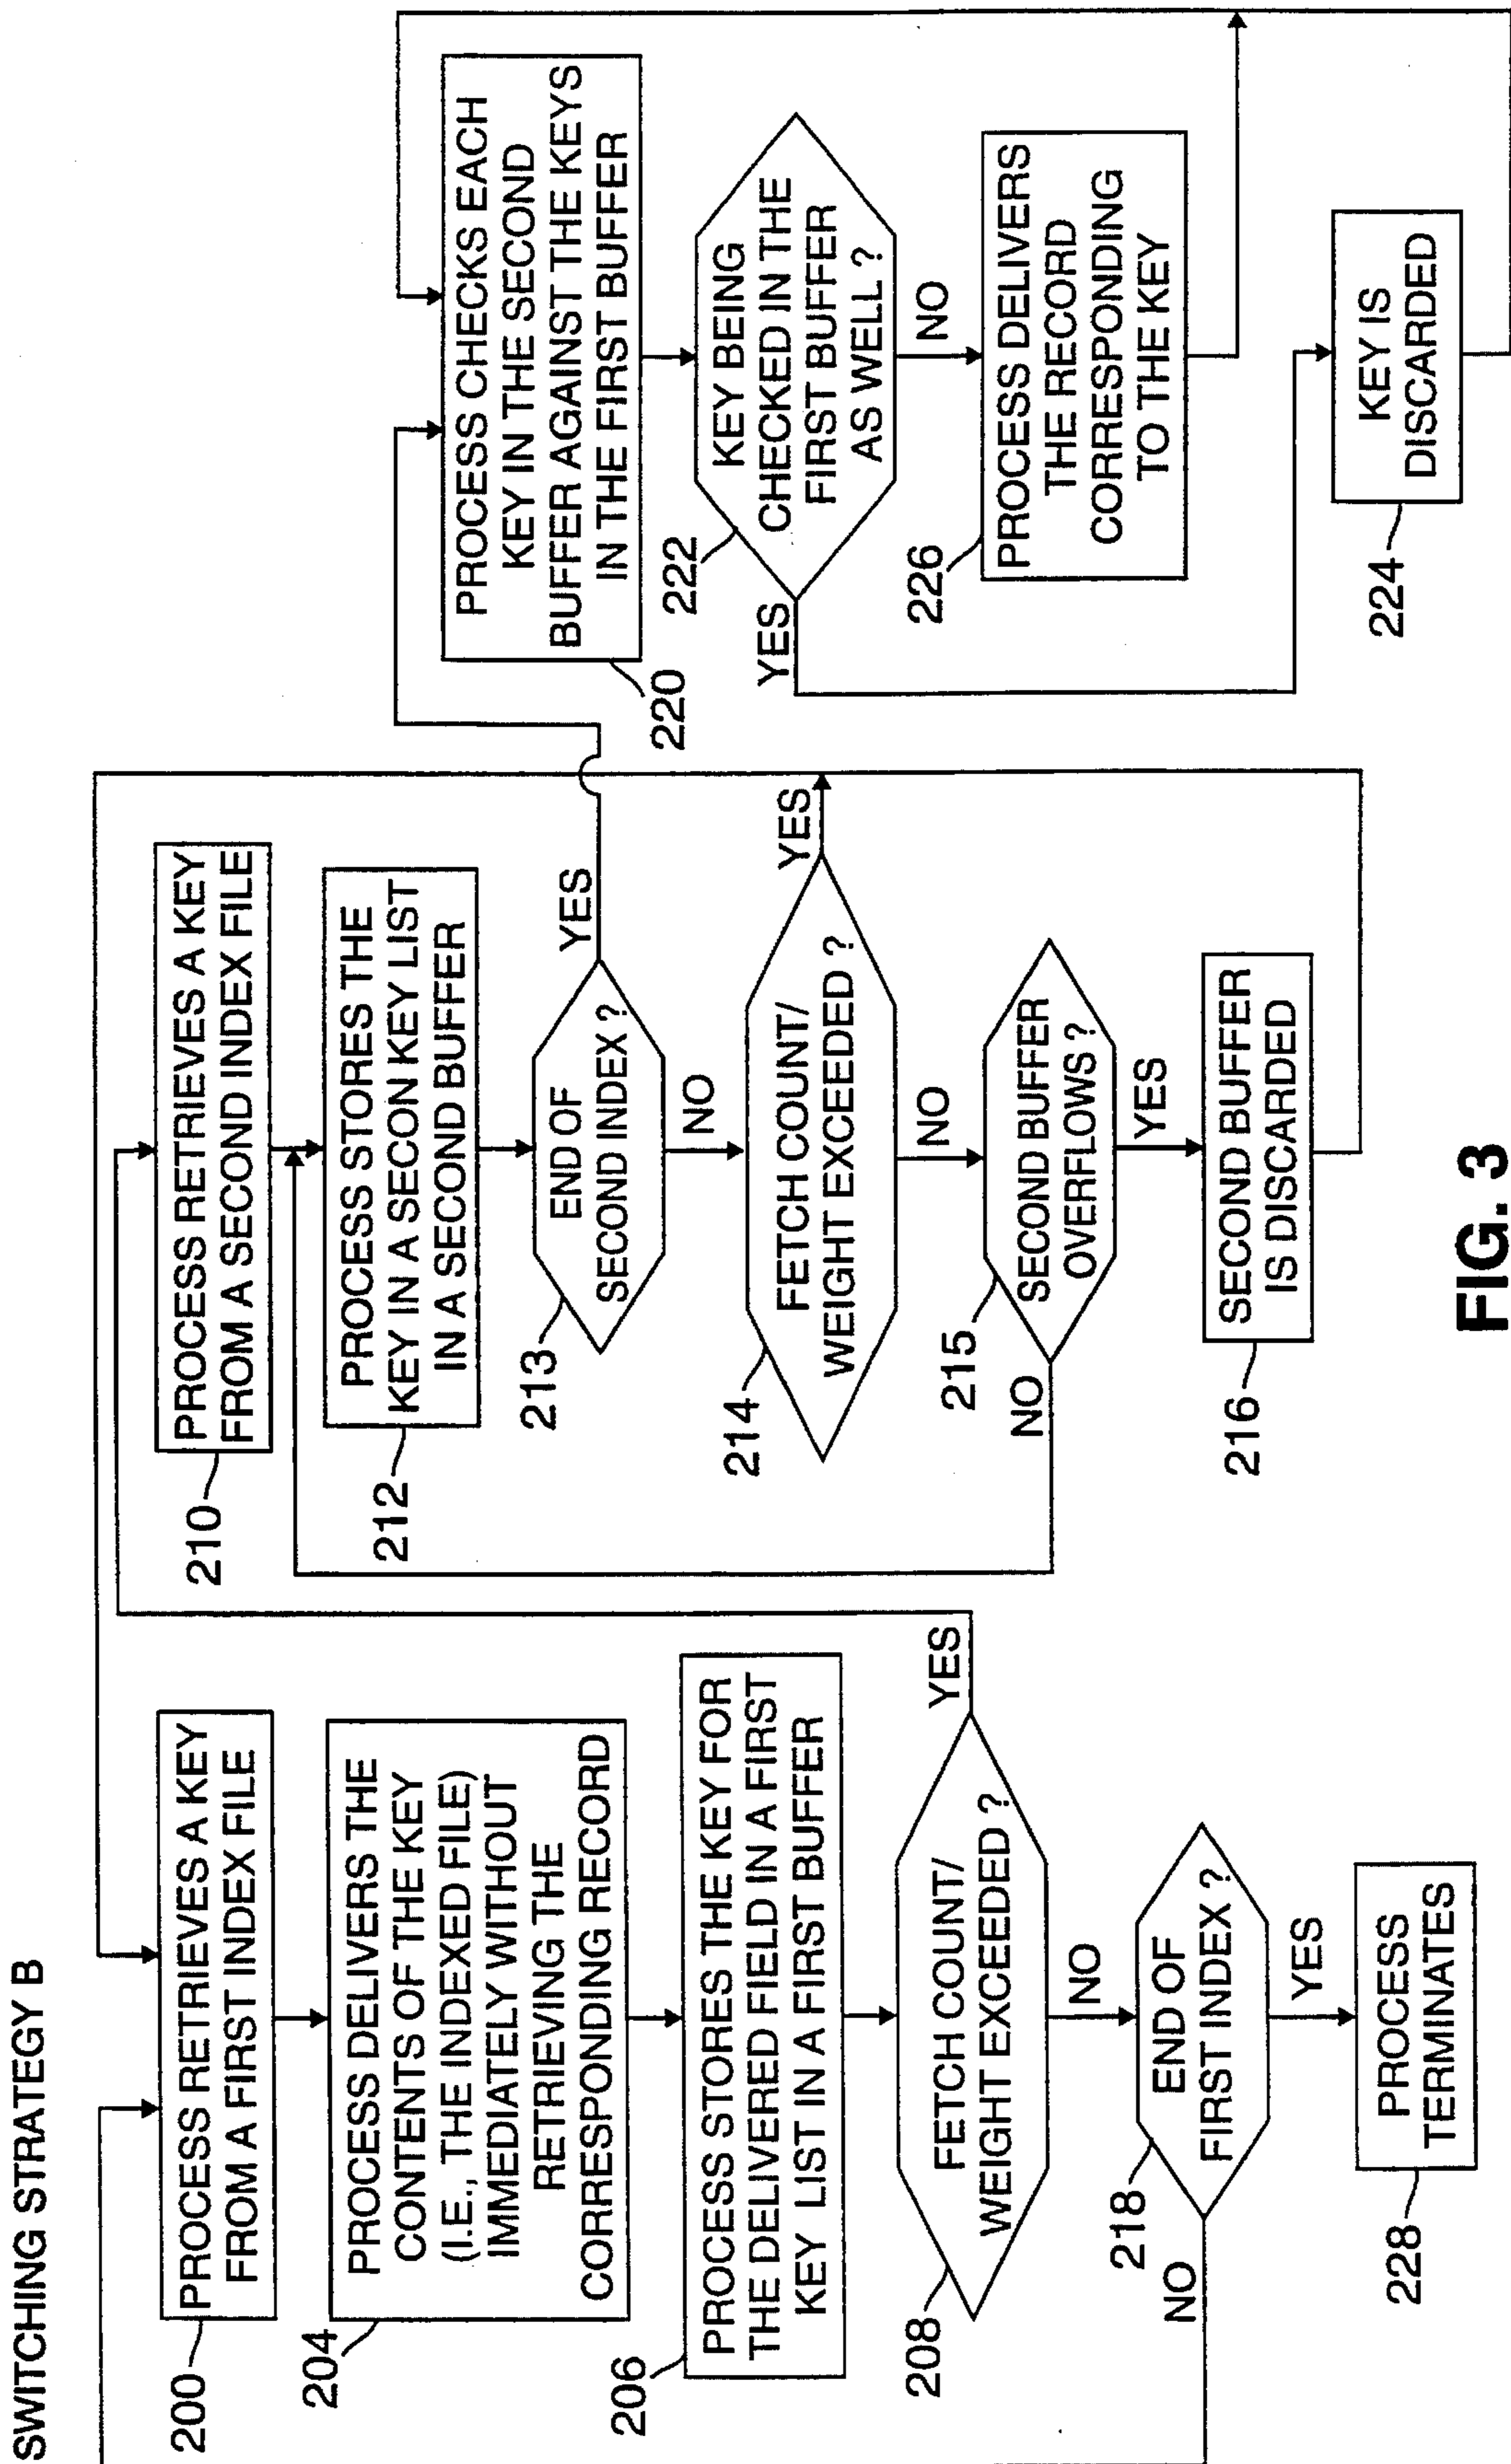 SWITCHING STRATEGY B
200
PROCESS RETRIEVES A KEY
FROM A FIRST INDEX FILE
204
PROCESS DELIVERS THE
CONTENTS OF THE KEY
(I.E., THE INDEXED FILE)
IMMEDIATELY WITHOUT
RETRIEVING THE
CORRESPONDING RECORD
206
PROCESS STORES THE KEY FOR
THE DELIVERED FIELD IN A FIRST
KEY LIST IN A FIRST BUFFER
208
FETCH COUNT/
WEIGHT EXCEEDED ?
YES
NO
218
END OF
FIRST INDEX ?
NO
YES
228
PROCESS
TERMINATES
210
PROCESS RETRIEVES A KEY
FROM A SECOND INDEX FILE
212
PROCESS STORES THE
KEY IN A SECON KEY LIST
IN A SECOND BUFFER
213
END OF
SECOND INDEX ?
YES
NO
214
FETCH COUNT/
WEIGHT EXCEEDED ?
YES
NO
215
SECOND BUFFER
OVERFLOWS ?
NO
YES
216
SECOND BUFFER
IS DISCARDED
220
PROCESS CHECKS EACH
KEY IN THE SECOND
BUFFER AGAINST THE KEYS
IN THE FIRST BUFFER
222
KEY BEING
CHECKED IN THE
FIRST BUFFER
AS WELL ?
YES
NO
226
PROCESS DELIVERS
THE RECORD
CORRESPONDING
TO THE KEY
224
KEY IS
DISCARDED
FIG. 3